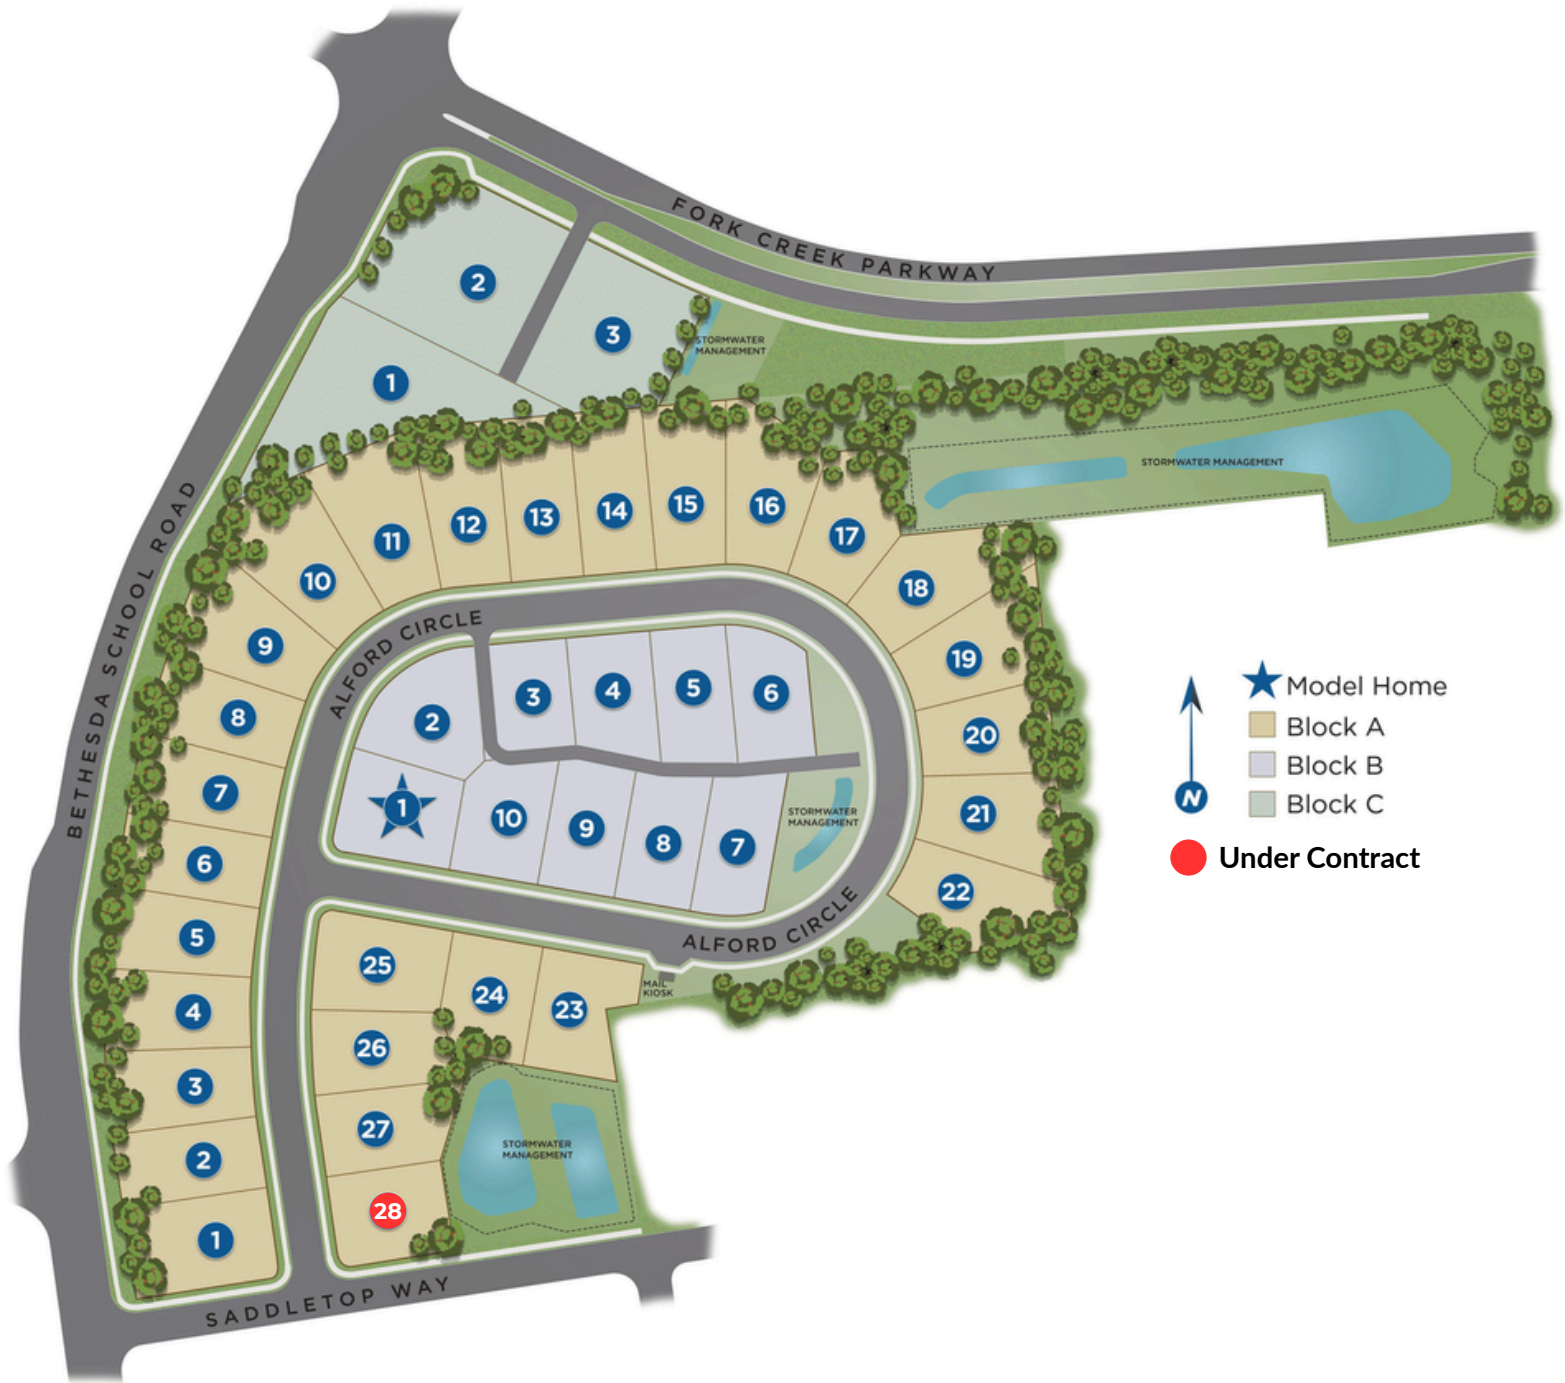 FORK CREEK PARKWAY
2
3
STORMWATER
MANAGEMENT
1
STORMWATER MANAGEMENT
BETHESDA SCHOOL ROAD
11
12
13
14
15
16
17
10
18
9
19
8
20
7
21
6
22
5
4
3
2
1
ALFORD CIRCLE
2
3
4
5
6
1
10
9
8
7
STORMWATER
MANAGEMENT
ALFORD CIRCLE
25
24
23
MAIL
KIOSK
26
27
28
STORMWATER
MANAGEMENT
SADDLETOP WAY
Model Home
Block A
Block B
N
Block C
Under Contract